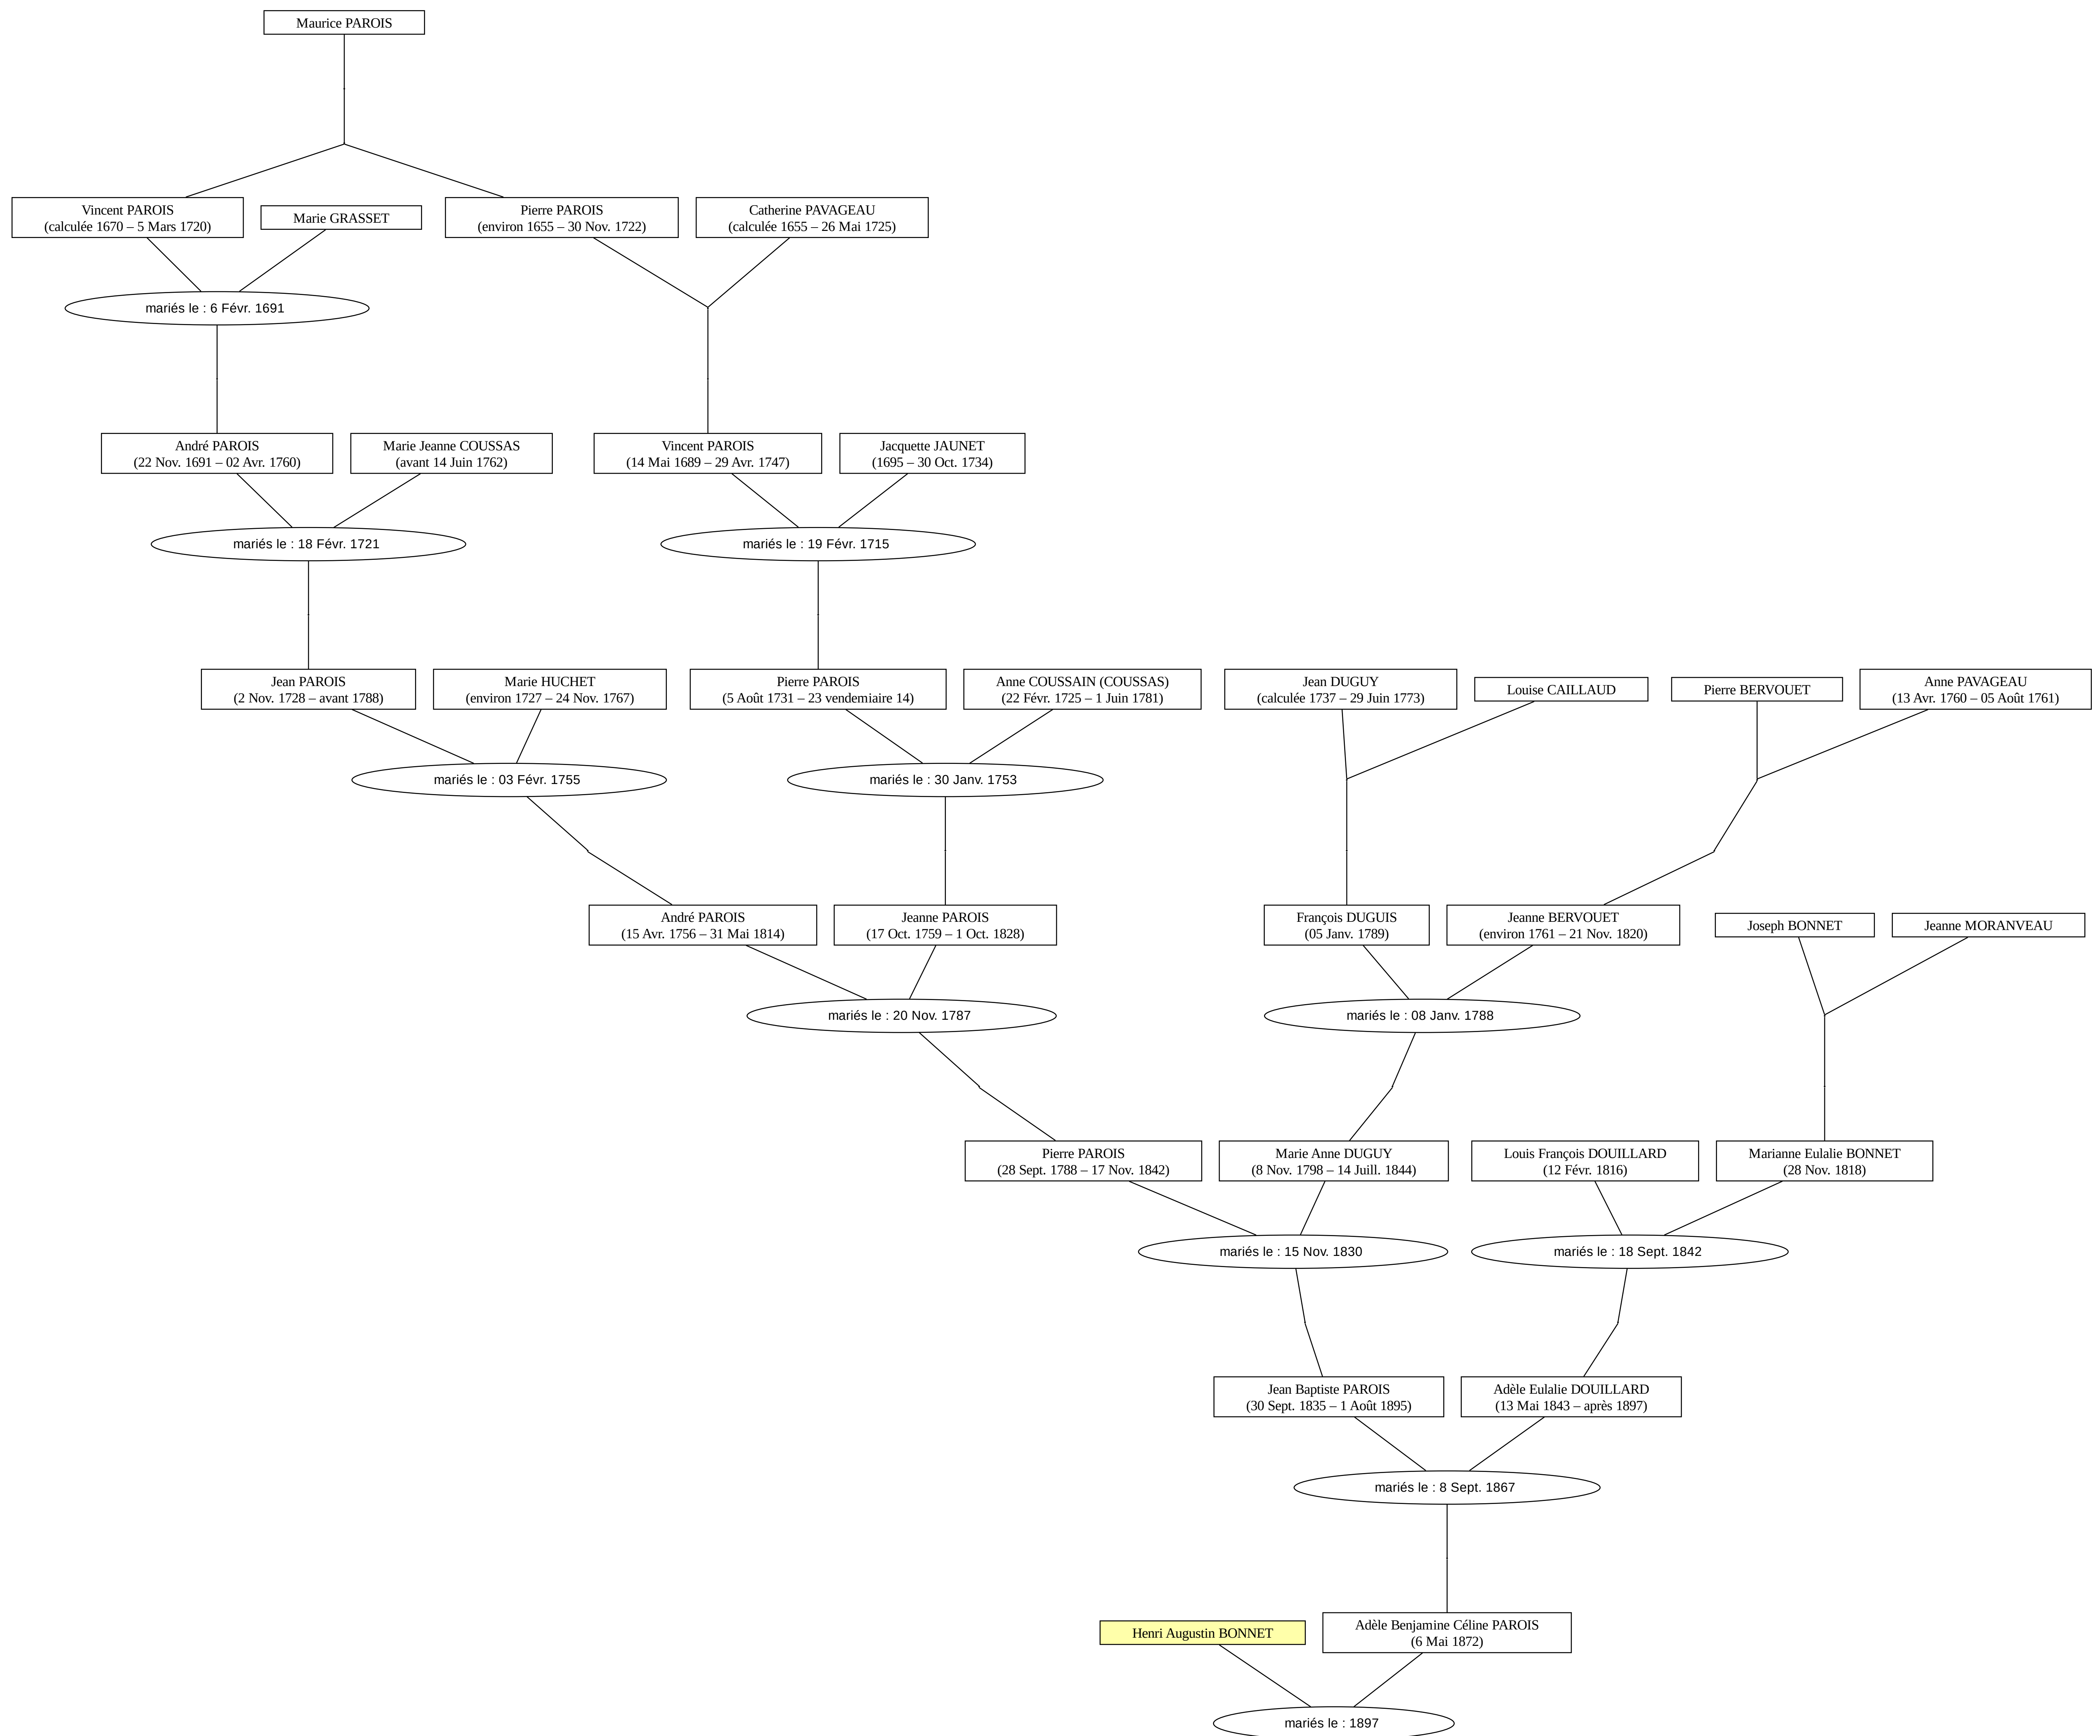 Maurice PAROIS
Vincent PAROIS
(calculée 1670 – 5 Mars 1720)
Marie GRASSET
Pierre PAROIS
(environ 1655 – 30 Nov. 1722)
Catherine PAVAGEAU
(calculée 1655 – 26 Mai 1725)
mariés le : 6 Févr. 1691
André PAROIS
(22 Nov. 1691 – 02 Avr. 1760)
Marie Jeanne COUSSAS
(avant 14 Juin 1762)
Vincent PAROIS
(14 Mai 1689 – 29 Avr. 1747)
Jacquette JAUNET
(1695 – 30 Oct. 1734)
mariés le : 18 Févr. 1721
mariés le : 19 Févr. 1715
Jean PAROIS
(2 Nov. 1728 – avant 1788)
Marie HUCHET
(environ 1727 – 24 Nov. 1767)
Pierre PAROIS
(5 Août 1731 – 23 vendemiaire 14)
Anne COUSSAIN (COUSSAS)
(22 Févr. 1725 – 1 Juin 1781)
Jean DUGUY
(calculée 1737 – 29 Juin 1773)
Louise CAILLAUD
Pierre BERVOUET
Anne PAVAGEAU
(13 Avr. 1760 – 05 Août 1761)
mariés le : 03 Févr. 1755
mariés le : 30 Janv. 1753
André PAROIS
(15 Avr. 1756 – 31 Mai 1814)
Jeanne PAROIS
(17 Oct. 1759 – 1 Oct. 1828)
François DUGUIS
(05 Janv. 1789)
Jeanne BERVOUET
(environ 1761 – 21 Nov. 1820)
Joseph BONNET
Jeanne MORANVEAU
mariés le : 20 Nov. 1787
mariés le : 08 Janv. 1788
Pierre PAROIS
(28 Sept. 1788 – 17 Nov. 1842)
Marie Anne DUGUY
(8 Nov. 1798 – 14 Juill. 1844)
Louis François DOUILLARD
(12 Févr. 1816)
Marianne Eulalie BONNET
(28 Nov. 1818)
mariés le : 15 Nov. 1830
mariés le : 18 Sept. 1842
Jean Baptiste PAROIS
(30 Sept. 1835 – 1 Août 1895)
Adèle Eulalie DOUILLARD
(13 Mai 1843 – après 1897)
mariés le : 8 Sept. 1867
Henri Augustin BONNET
Adèle Benjamine Céline PAROIS
(6 Mai 1872)
mariés le : 1897